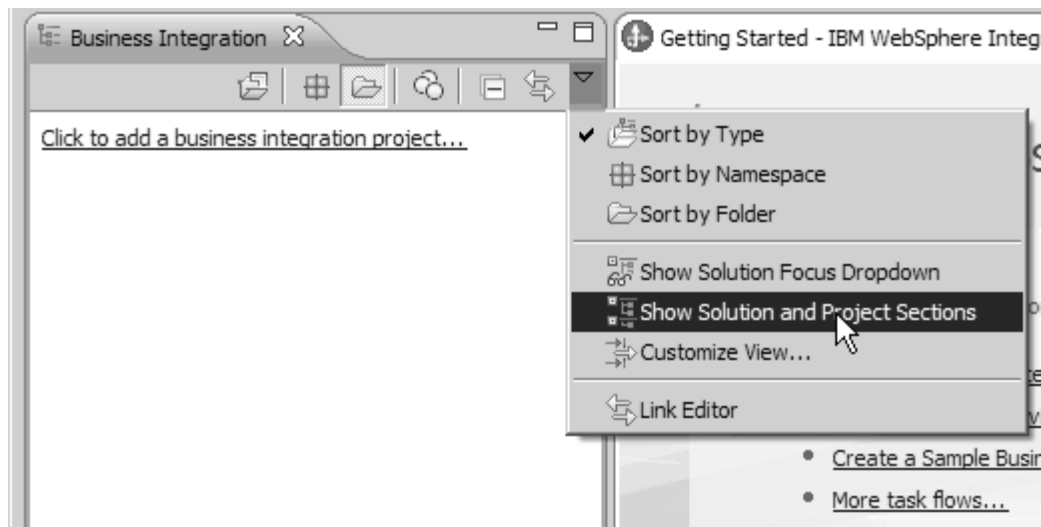 Business Integration
Getting Started - IBM WebSphere Integ
Click to add a business integration project...
Sort by Type
Sort by Namespace
Sort by Folder
Show Solution Focus Dropdown
Show Solution and Project Sections
Customize View...
Link Editor
Create a Sample Busin
More task flows...